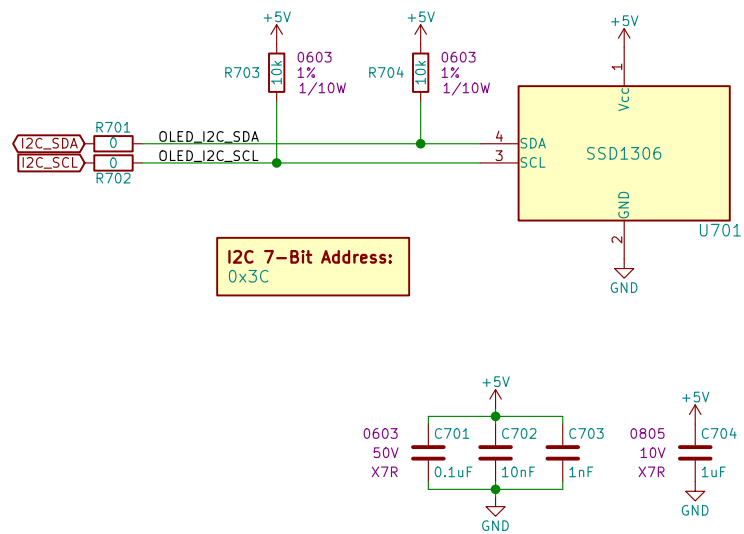 +5V
+5V
+5V
R703
10k
0603
1%
1/10W
R704
10k
0603
1%
1/10W
1
Vcc
R701
I2C_SDA
0
OLED_I2C_SDA
4
SDA
I2C_SCL
0
OLED_I2C_SCL
3
SCL
R702
SSD1306
GND
U701
2
GND
I2C 7-Bit Address:
0x3C
+5V
+5V
0603
50V
X7R
C701
0.1uF
C702
10nF
C703
1nF
0805
10V
X7R
C704
1uF
GND
GND